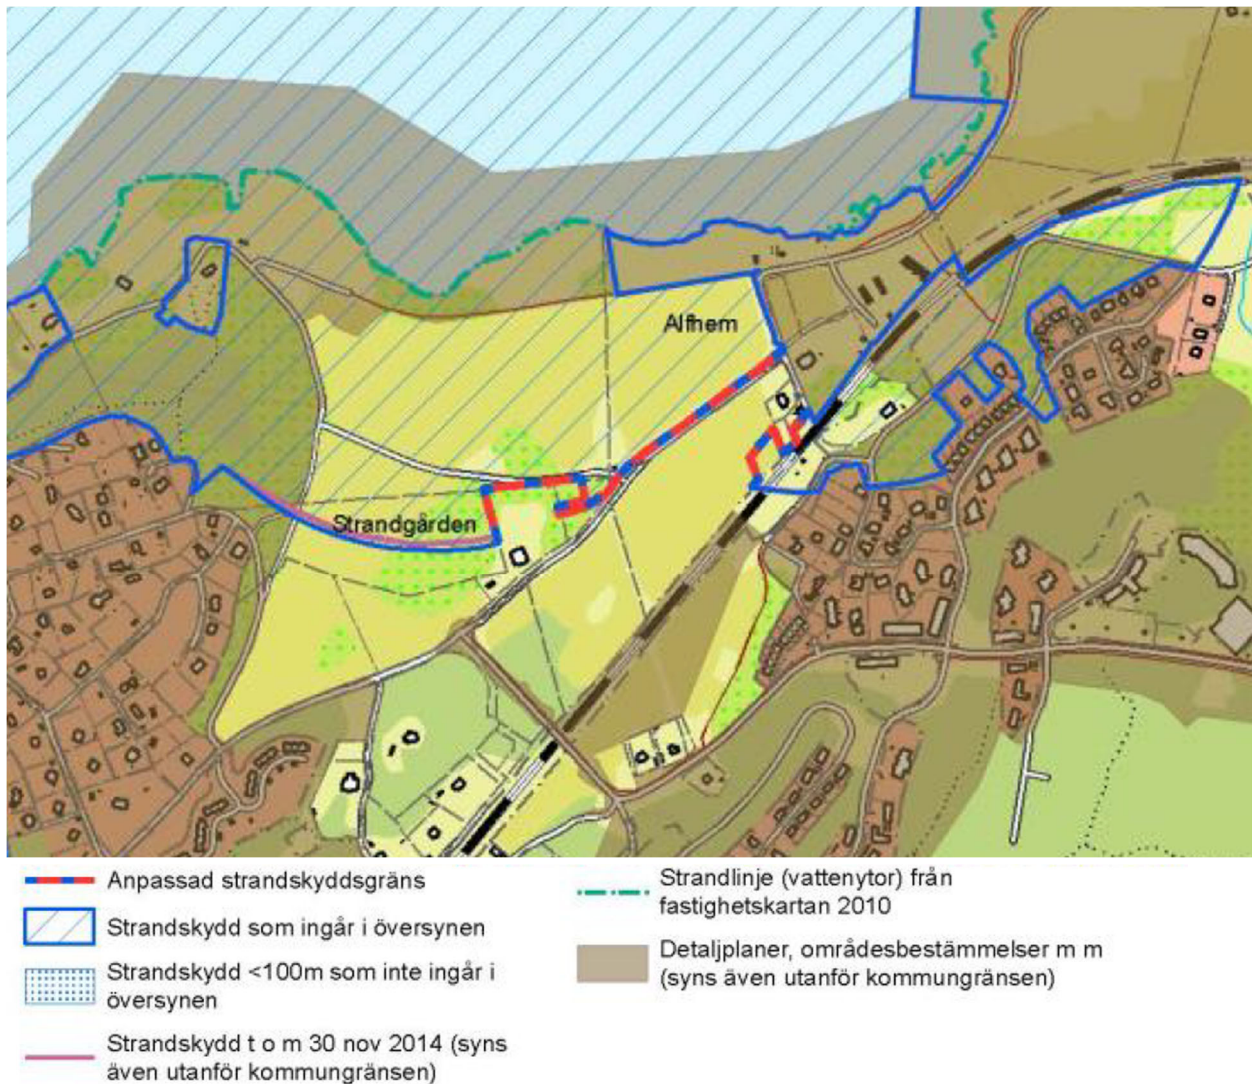 Alfhem
Strandgården
Anpassad strandskyddsgräns
Strandskydd som ingår i översynen
Strandskydd <100m som inte ingår i
översynen
Strandskydd t o m 30 nov 2014 (syns
även utanför kommungränsen)
Strandlinje (vattenytor) från
fastighetskartan 2010
Detaljplaner, områdesbestämmelser m m
(syns även utanför kommungränsen)